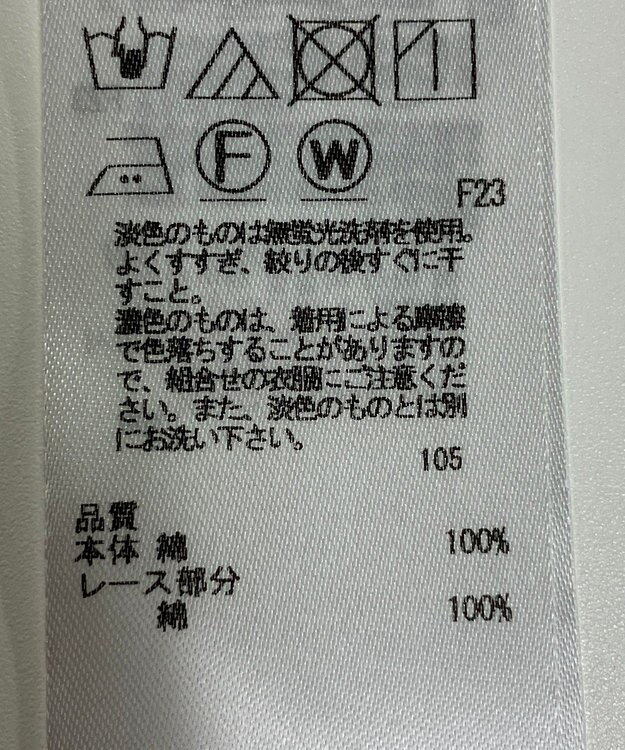 F W
F23
淡色のものは無蛍光洗剤を使用。
よくすすぎ、絞りの後すぐに干
すこと。
濃色のものは、着用による摩擦
で色落ちすることがありますの
で、組合せの衣服にご注意くだ
さい。また、淡色のものとは別
にお洗い下さい。
105
品質
本体 綿 100%
レース部分
綿 100%